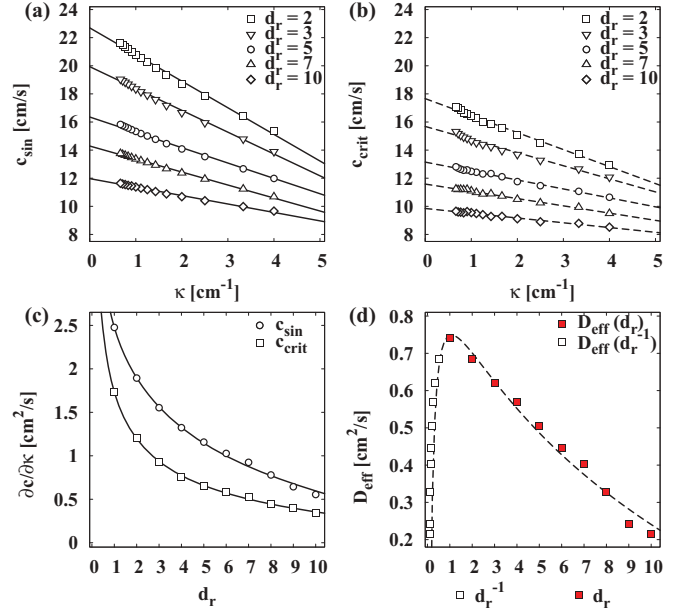 (a)
d_r = 2
d_r = 3
d_r = 5
d_r = 7
d_r = 10
24
22
20
18
16
14
12
10
8
c_sin [cm/s]
0 1 2 3 4 5
κ [cm⁻¹]
(b)
d_r = 2
d_r = 3
d_r = 5
d_r = 7
d_r = 10
24
22
20
18
16
14
12
10
8
c_crit [cm/s]
0 1 2 3 4 5
κ [cm⁻¹]
(c)
c_sin
c_crit
2.5
2
1.5
1
0.5
0
∂c/∂κ [cm²/s]
0 1 2 3 4 5 6 7 8 9 10
d_r
(d)
D_eff (d_r)
D_eff (d_r⁻¹)
0.8
0.7
0.6
0.5
0.4
0.3
0.2
D_eff [cm²/s]
0 1 2 3 4 5 6 7 8 9 10
d_r⁻¹ d_r